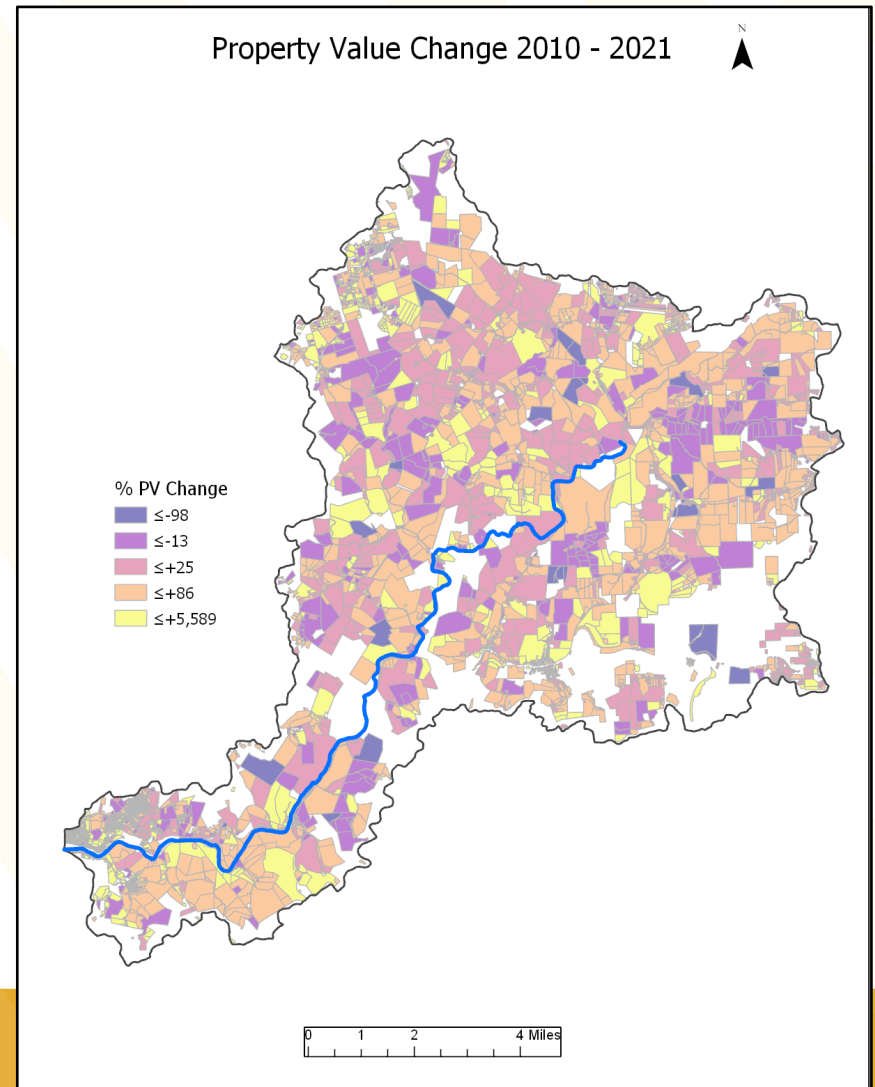 Property Value Change 2010 - 2021
N
% PV Change
≤-98
≤-13
≤+25
≤+86
≤+5,589
0 1 2 4 Miles